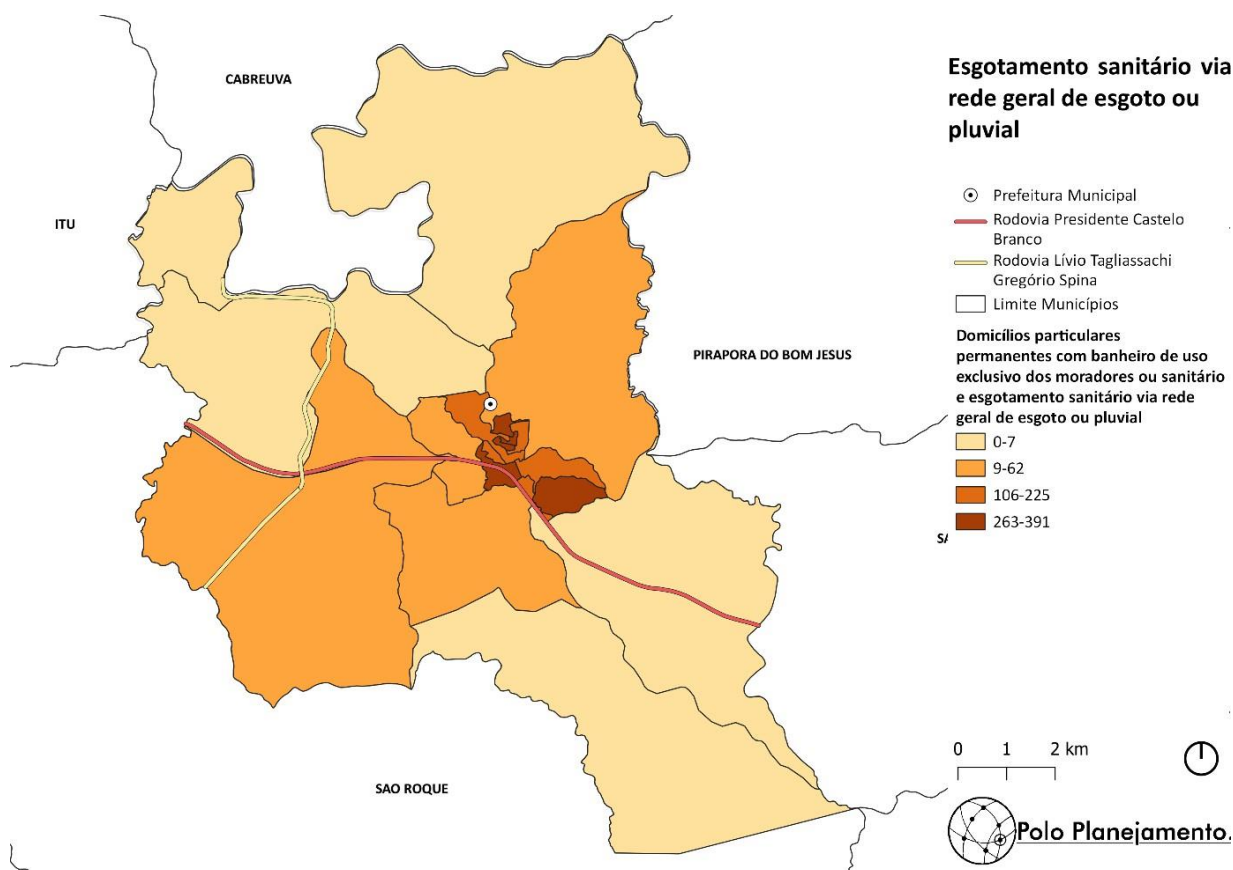 CABREUVA
ITU
PIRAPORA DO BOM JESUS
SAO ROQUE
Esgotamento sanitário via
rede geral de esgoto ou
pluvial
Prefeitura Municipal
Rodovia Presidente Castelo
Branco
Rodovia Lívio Tagliassachi
Gregório Spina
Limite Municípios
Domicílios particulares
permanentes com banheiro de uso
exclusivo dos moradores ou sanitário
e esgotamento sanitário via rede
geral de esgoto ou pluvial
0-7
9-62
106-225
263-391
0 1 2 km
Polo Planejamento.